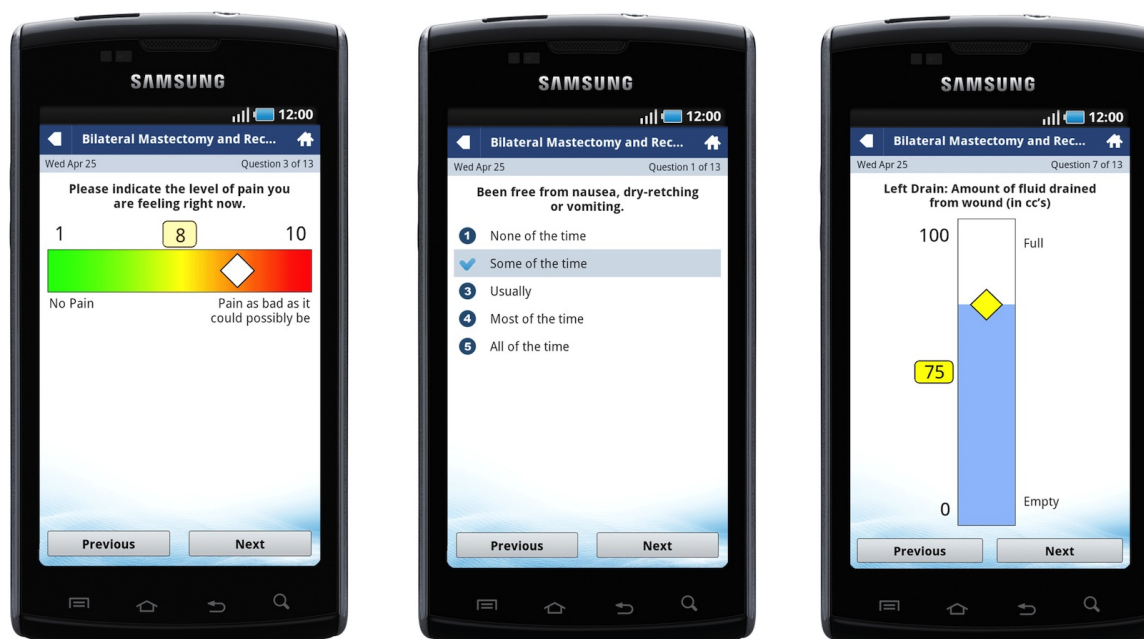 SAMSUNG
12:00
Bilateral Mastectomy and Rec...
Wed Apr 25
Question 3 of 13
Please indicate the level of pain you
are feeling right now.
1
8
10
No Pain
Pain as bad as it
could possibly be
Previous
Next
SAMSUNG
12:00
Bilateral Mastectomy and Rec...
Wed Apr 25
Question 1 of 13
Been free from nausea, dry-retching
or vomiting.
1 None of the time
Some of the time
3 Usually
4 Most of the time
5 All of the time
Previous
Next
SAMSUNG
12:00
Bilateral Mastectomy and Rec...
Wed Apr 25
Question 7 of 13
Left Drain: Amount of fluid drained
from wound (in cc's)
100
Full
75
0
Empty
Previous
Next